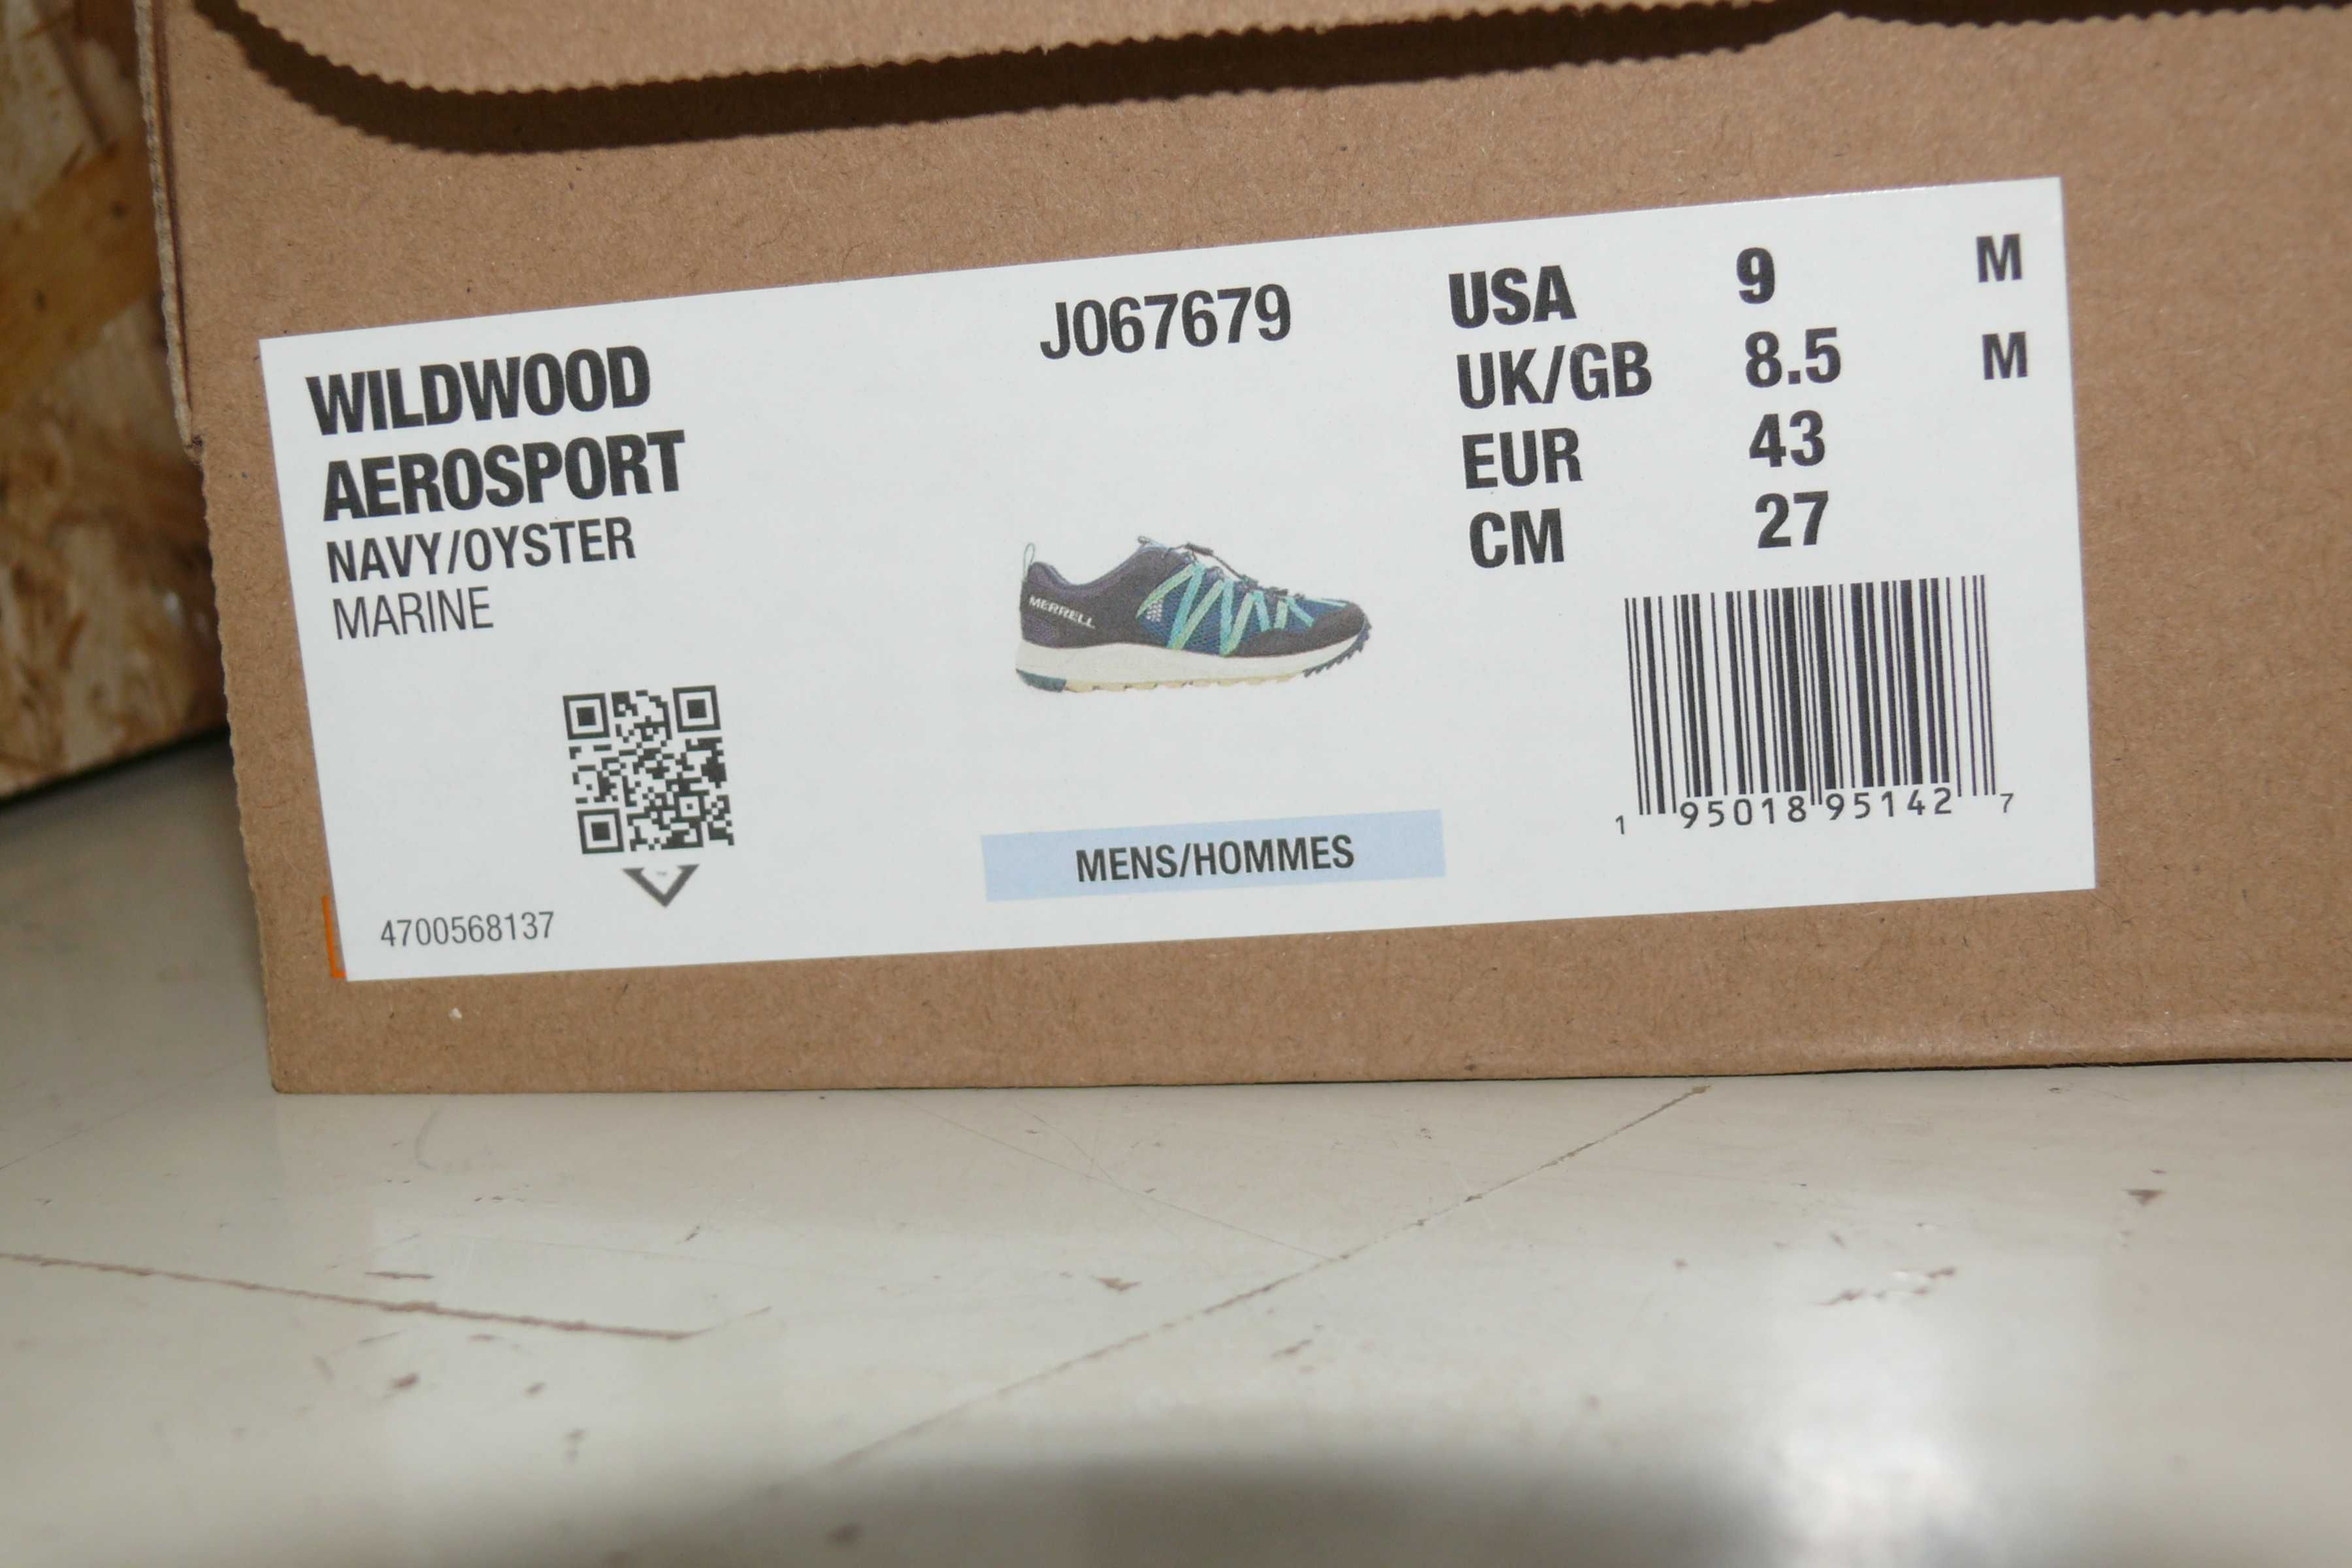 WILDWOOD
AEROSPORT
NAVY/OYSTER
MARINE
4700568137
J067679
MERRELL
MENS/HOMMES
USA 9 M
UK/GB 8.5 M
EUR 43
CM 27
1 95018 95142 7